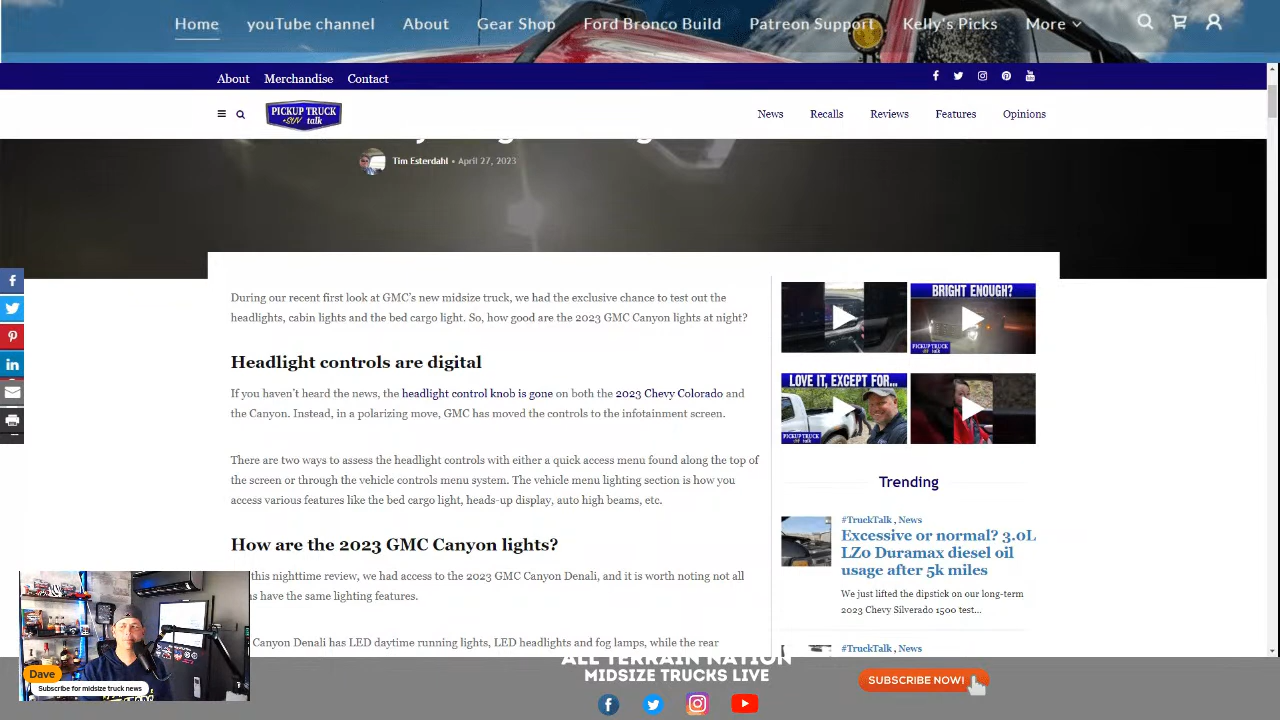 Home youTube channel About Gear Shop Ford Bronco Build Patreon Support Kelly's Picks More
About Merchandise Contact
PICKUP TRUCK
+SUV talk
News Recalls Reviews Features Opinions
Tim Esterdahl • April 27, 2023
During our recent first look at GMC's new midsize truck, we had the exclusive chance to test out the
headlights, cabin lights and the bed cargo light. So, how good are the 2023 GMC Canyon lights at night?
Headlight controls are digital
If you haven't heard the news, the headlight control knob is gone on both the 2023 Chevy Colorado and
the Canyon. Instead, in a polarizing move, GMC has moved the controls to the infotainment screen.
There are two ways to assess the headlight controls with either a quick access menu found along the top of
the screen or through the vehicle controls menu system. The vehicle menu lighting section is how you
access various features like the bed cargo light, heads-up display, auto high beams, etc.
How are the 2023 GMC Canyon lights?
this nighttime review, we had access to the 2023 GMC Canyon Denali, and it is worth noting not all
have the same lighting features.
Canyon Denali has LED daytime running lights, LED headlights and fog lamps, while the rear
BRIGHT ENOUGH?
PICKUP TRUCK
talk
LOVE IT, EXCEPT FOR...
PICKUP TRUCK
talk
Trending
#TruckTalk , News
Excessive or normal? 3.0L
LZ0 Duramax diesel oil
usage after 5k miles
We just lifted the dipstick on our long-term
2023 Chevy Silverado 1500 test...
#TruckTalk , News
Dave
Subscribe for midsize truck news
ALL TERRAIN NATION
MIDSIZE TRUCKS LIVE
SUBSCRIBE NOW!